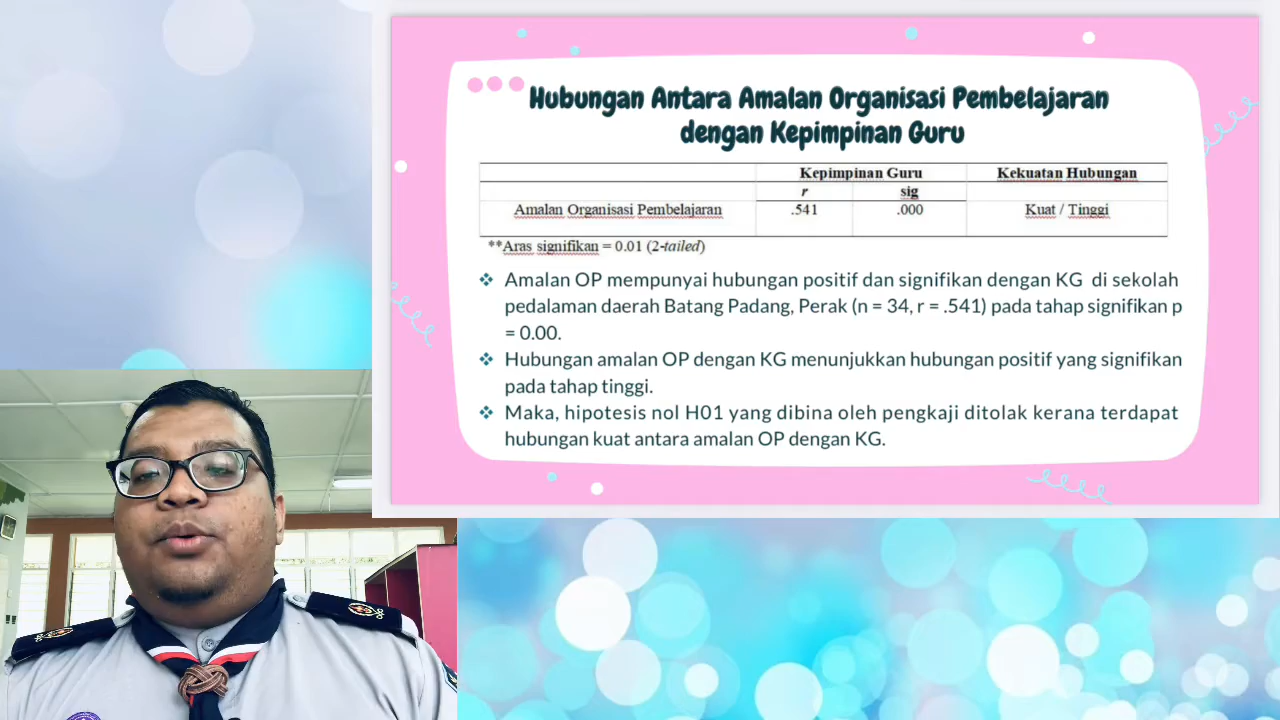 Hubungan Antara Amalan Organisasi Pembelajaran
dengan Kepimpinan Guru
Kepimpinan Guru Kekuatan Hubungan
r sig
Amalan Organisasi Pembelajaran .541 .000 Kuat / Tinggi
**Aras signifikan = 0.01 (2-tailed)
❖ Amalan OP mempunyai hubungan positif dan signifikan dengan KG di sekolah
pedalaman daerah Batang Padang, Perak (n = 34, r = .541) pada tahap signifikan p
= 0.00.
❖ Hubungan amalan OP dengan KG menunjukkan hubungan positif yang signifikan
pada tahap tinggi.
❖ Maka, hipotesis nol H01 yang dibina oleh pengkaji ditolak kerana terdapat
hubungan kuat antara amalan OP dengan KG.